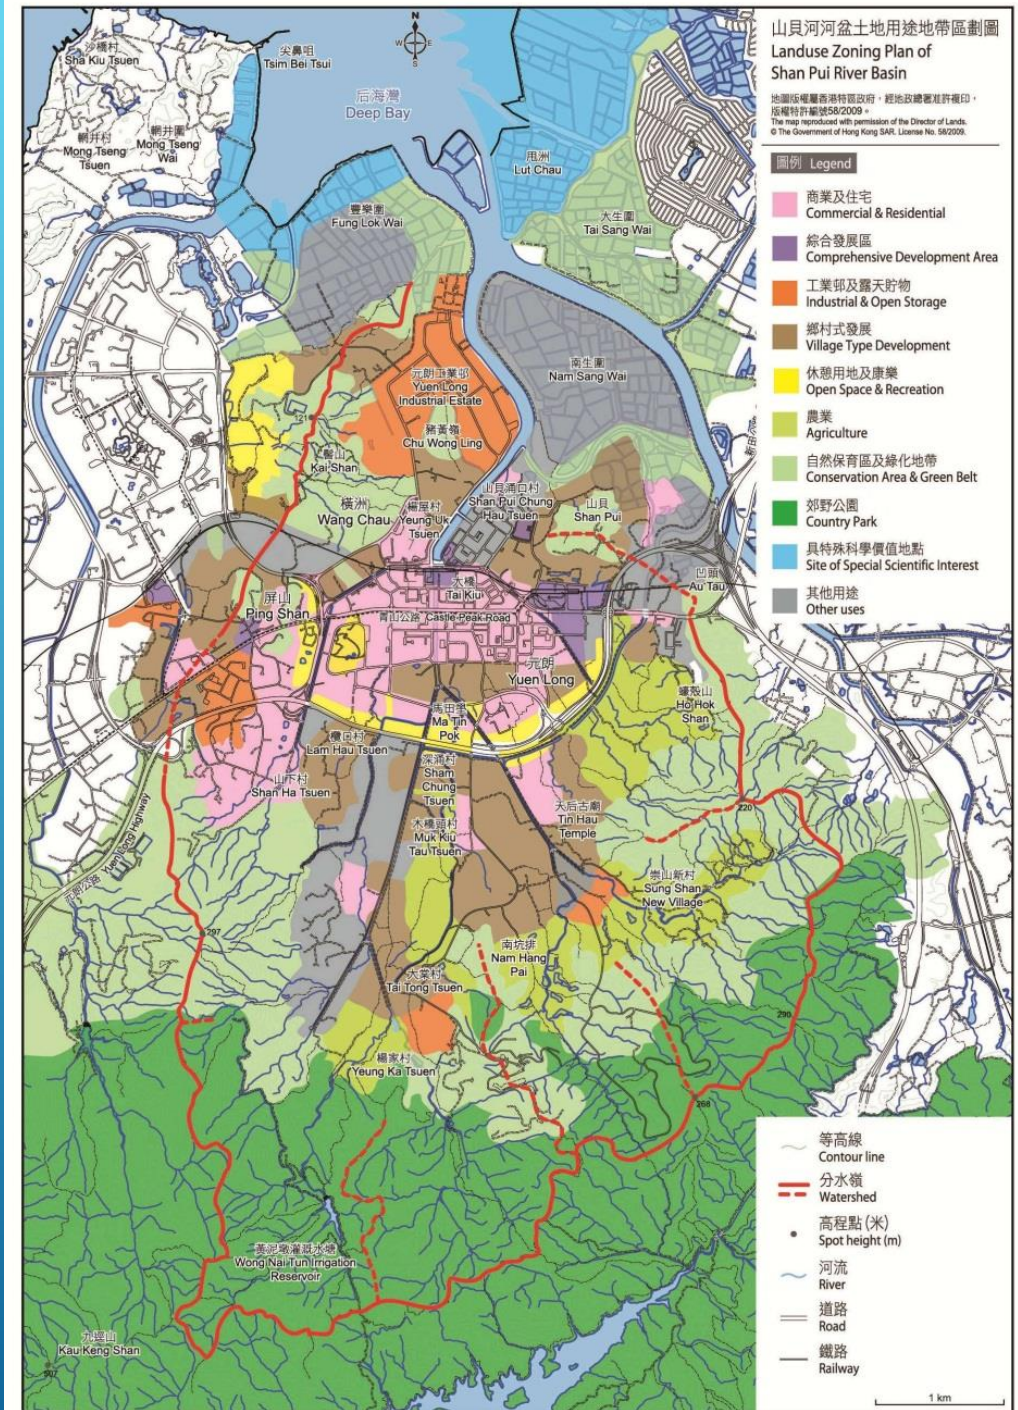 山貝河河盆土地用途地帶區劃圖
Landuse Zoning Plan of
Shan Pui River Basin
地圖版權屬香港特區政府，經地政總署准許複印，
版權特許編號58/2009。
The map reproduced with permission of the Director of Lands.
© The Government of Hong Kong SAR. License No. 58/2009.
圖例 Legend
商業及住宅
Commercial & Residential
綜合發展區
Comprehensive Development Area
工業邨及露天貯物
Industrial & Open Storage
鄉村式發展
Village Type Development
休憩用地及康樂
Open Space & Recreation
農業
Agriculture
自然保育區及綠化地帶
Conservation Area & Green Belt
郊野公園
Country Park
具特殊科學價值地點
Site of Special Scientific Interest
其他用途
Other uses
N
W
E
S
沙橋村
Sha Kiu Tsuen
尖鼻咀
Tsim Bei Tsui
后海灣
Deep Bay
輞井村
Mong Tseng
Tsuen
輞井圍
Mong Tseng
Wai
甩洲
Lut Chau
豐樂圍
Fung Lok Wai
大生圍
Tai Sang Wai
南生圍
Nam Sang Wai
元朗工業邨
Yuen Long
Industrial Estate
豬黃嶺
Chu Wong Ling
121
髻山
Kai Shan
橫洲
Wang Chau
楊屋村
Yeung Uk
Tsuen
山貝涌口村
Shan Pui Chung
Hau Tsuen
山貝
Shan Pui
凹頭
Au Tau
屏山
Ping Shan
大橋
Tai Kiu
青山公路 Castle Peak Road
元朗
Yuen Long
蠔殼山
Ho Hok
Shan
馬田壆
Ma Tin
Pok
欖口村
Lam Hau Tsuen
深涌村
Sham
Chung
Tsuen
山下村
Shan Ha Tsuen
天后古廟
Tin Hau
Temple
220
木橋頭村
Muk Kiu
Tau Tsuen
元朗公路 Yuen Long Highway
崇山新村
Sung Shan
New Village
297
南坑排
Nam Hang
Pai
大棠村
Tai Tong Tsuen
290
楊家村
Yeung Ka Tsuen
268
黃泥墩灌溉水塘
Wong Nai Tun Irrigation
Reservoir
九逕山
Kau Keng Shan
507
等高線
Contour line
分水嶺
Watershed
高程點 (米)
Spot height (m)
河流
River
道路
Road
鐵路
Railway
1 km